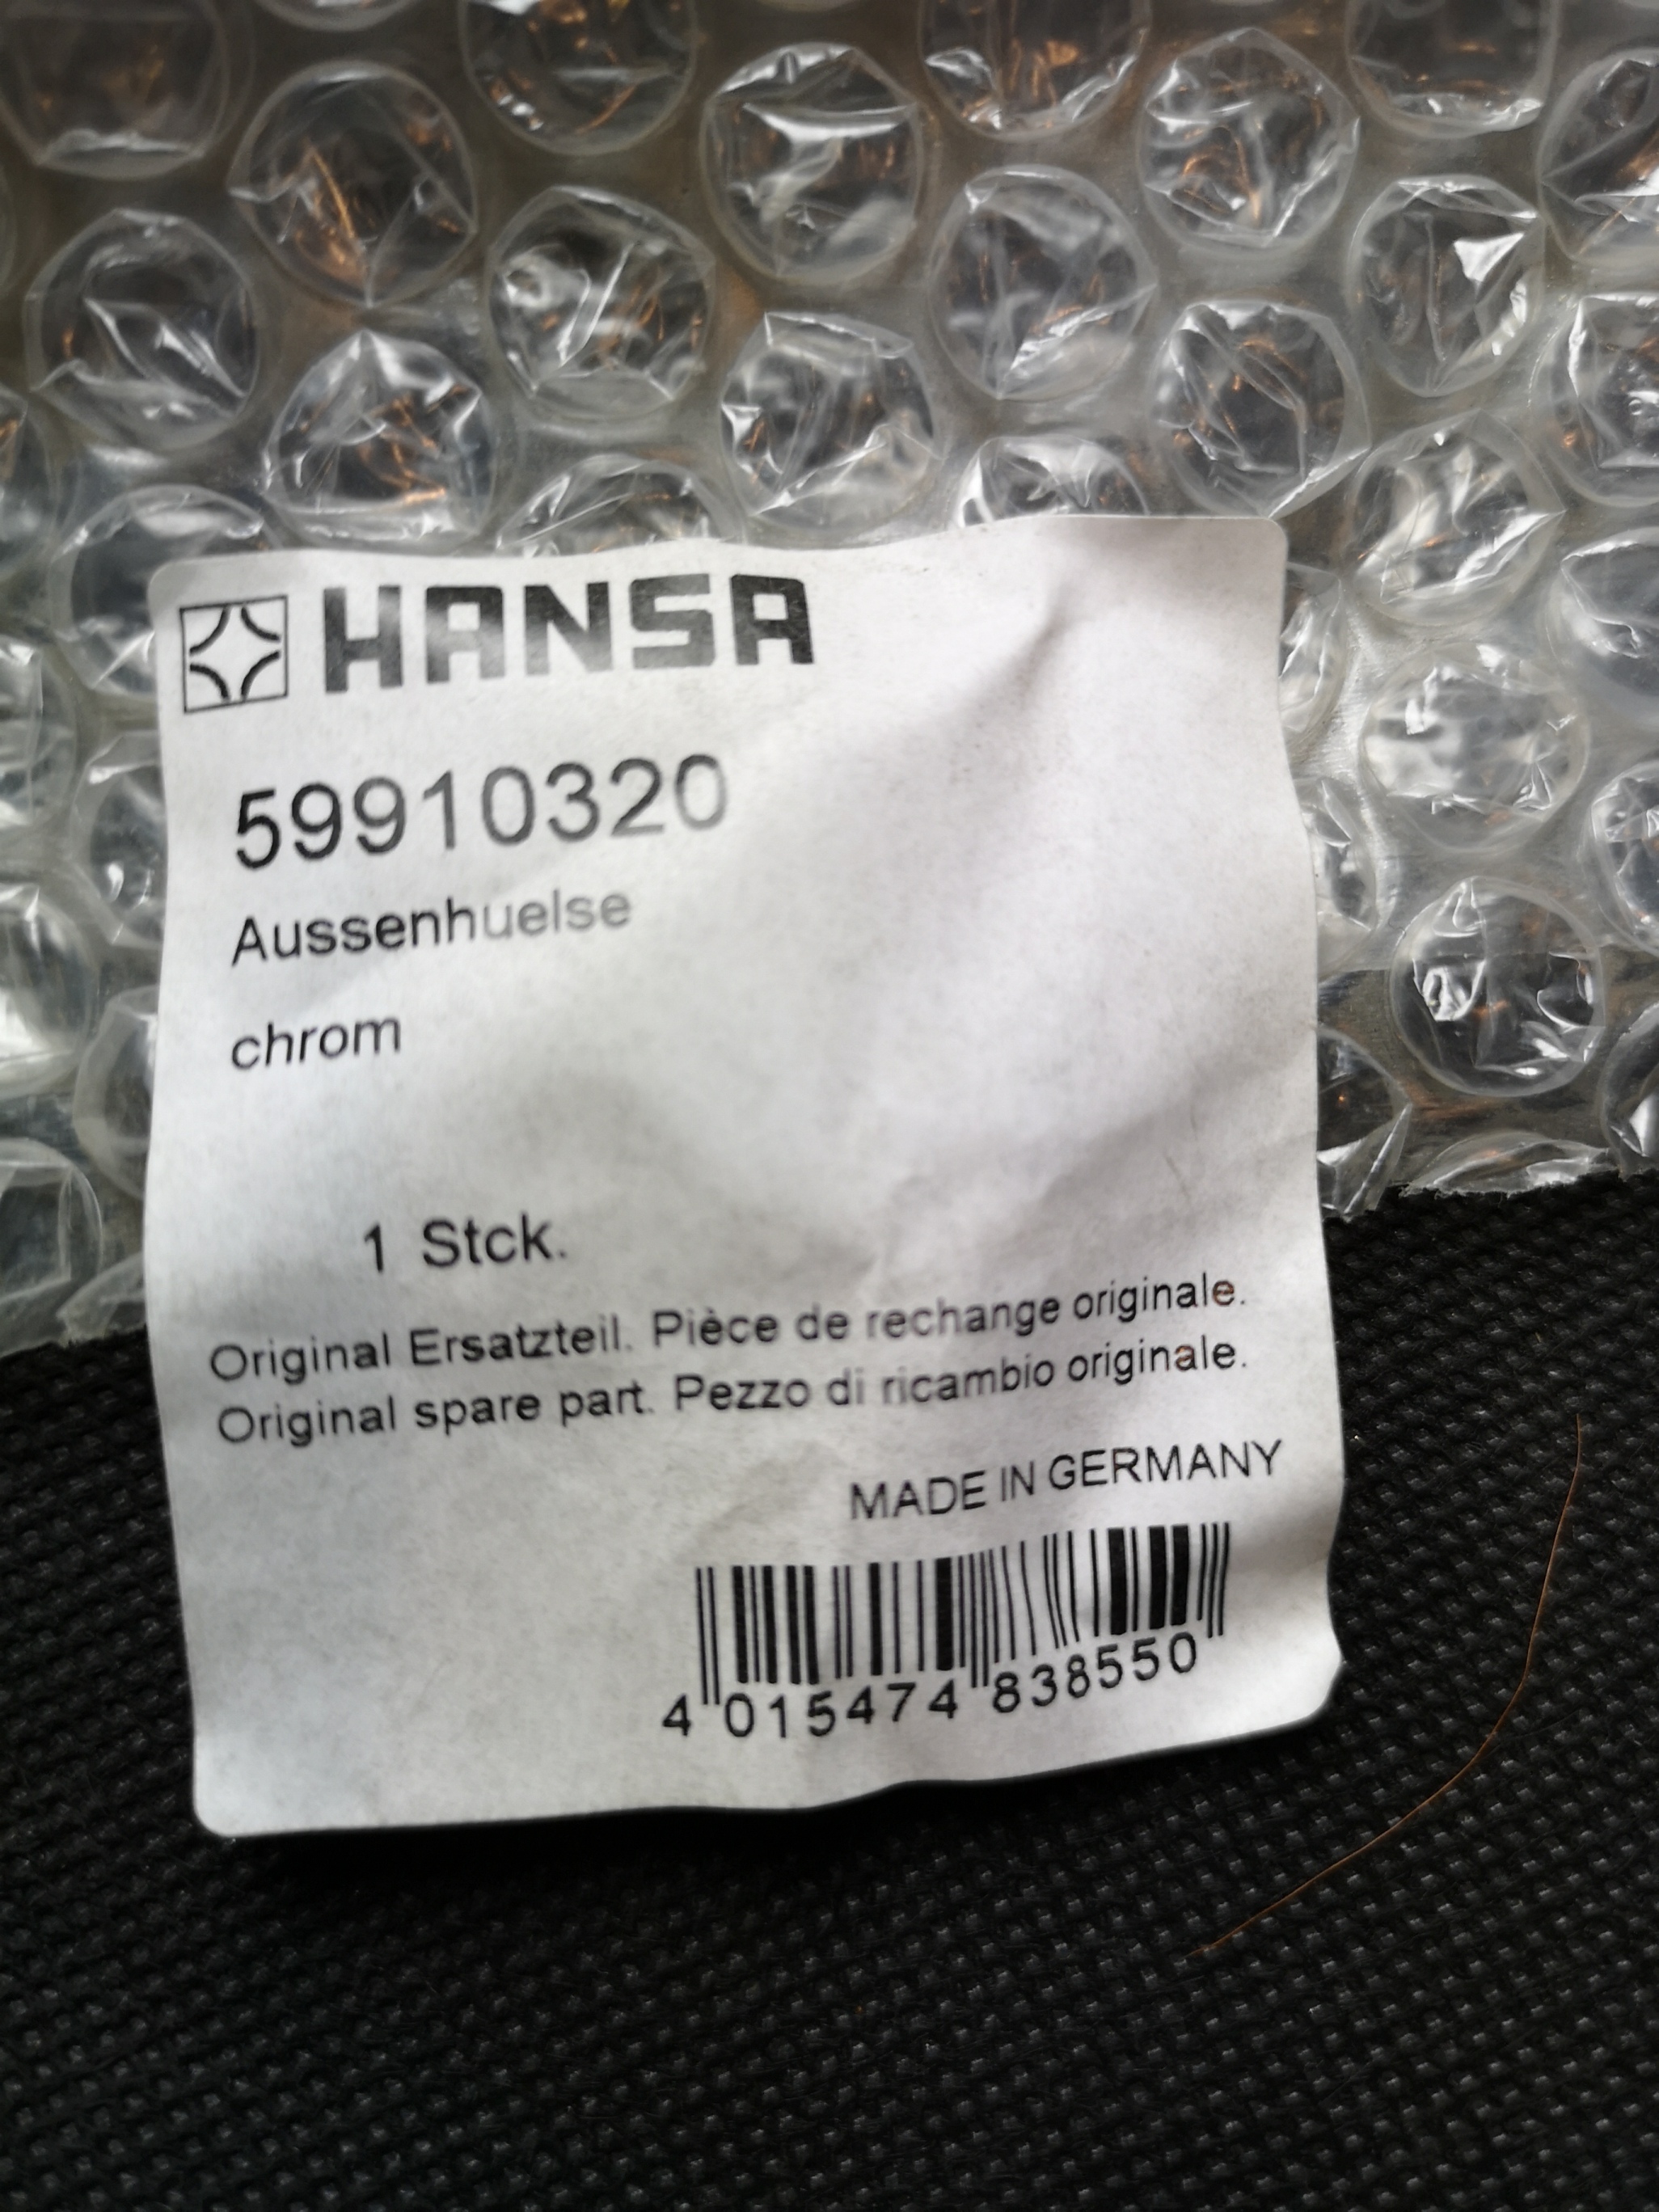 HANSA
59910320
Aussenhuelse
chrom
1 Stck.
Original Ersatzteil. Pièce de rechange originale.
Original spare part. Pezzo di ricambio originale.
MADE IN GERMANY
4 015474 838550